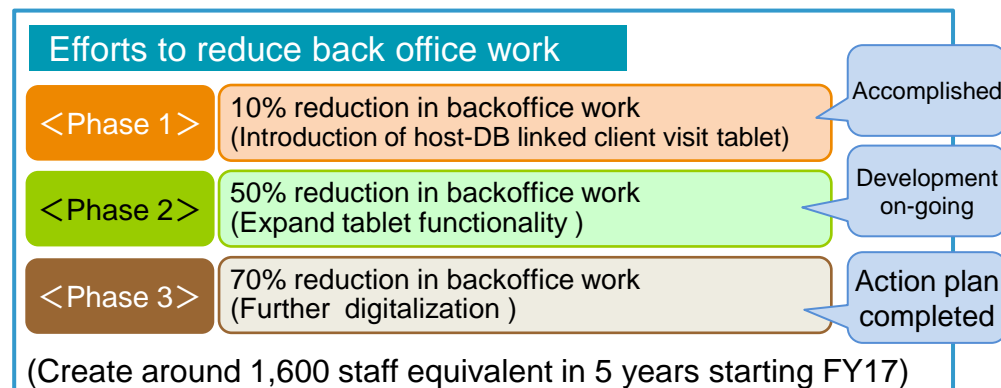 Efforts to reduce back office work
Accomplished
＜Phase 1＞
10% reduction in backoffice work
(Introduction of host-DB linked client visit tablet)
Development
on-going
＜Phase 2＞
50% reduction in backoffice work
(Expand tablet functionality )
Action plan
completed
＜Phase 3＞
70% reduction in backoffice work
(Further  digitalization )
(Create around 1,600 staff equivalent in 5 years starting FY17)